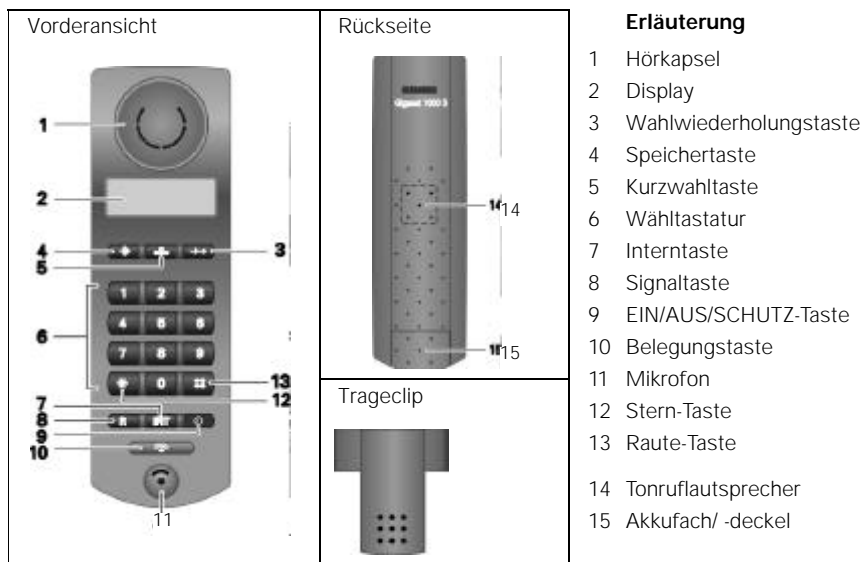 Vorderansicht
Rückseite
Erläuterung
1 Hörkapsel
2 Display
3 Wahlwiederholungstaste
4 Speichertaste
5 Kurzwahltaste
6 Wähltastatur
7 Interntaste
8 Signaltaste
9 EIN/AUS/SCHUTZ-Taste
10 Belegungstaste
11 Mikrofon
12 Stern-Taste
13 Raute-Taste
14 Tonruflautsprecher
15 Akkufach/ -deckel
1
2
4
3
5
1 2 3
6
4 5 6
7 8 9
0
13
12
7
8
R
INT
9
10
11
Gigaset 1000 S
14
15
Trageclip